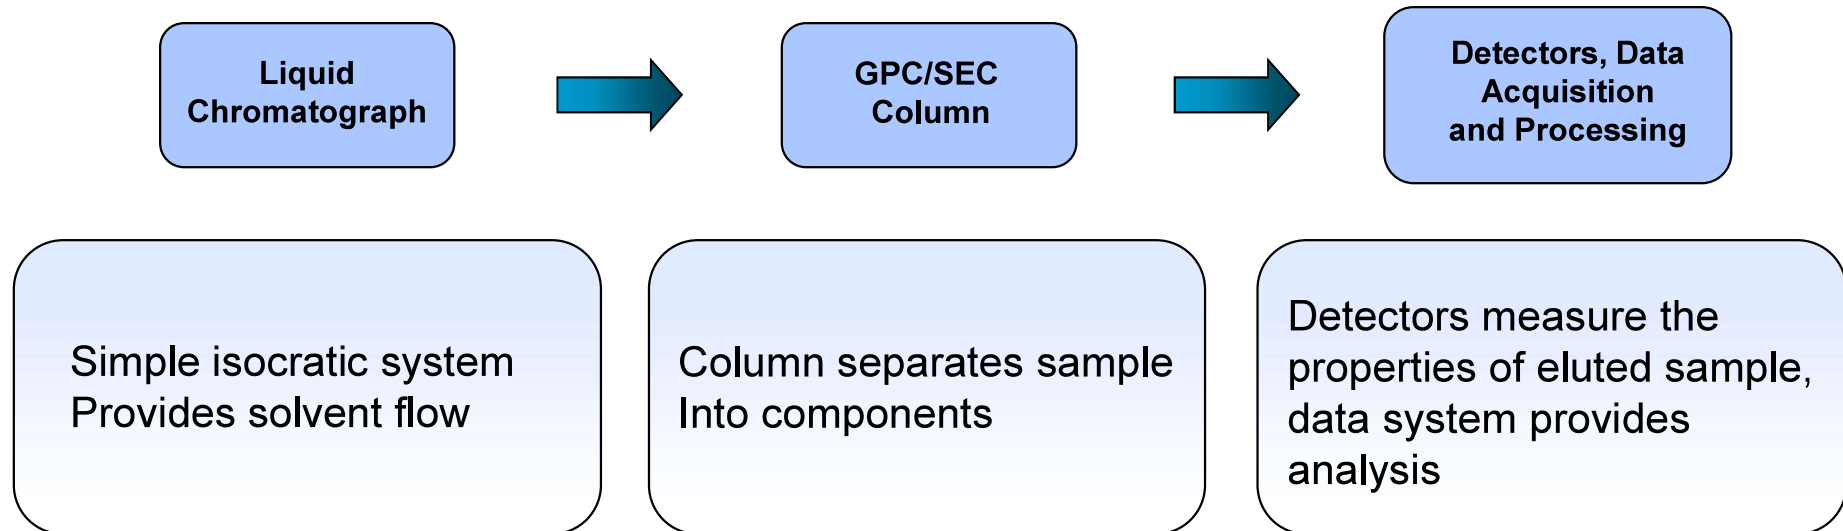 Liquid
Chromatograph
GPC/SEC
Column
Detectors, Data
Acquisition
and Processing
Simple isocratic system
Provides solvent flow
Column separates sample
Into components
Detectors measure the
properties of eluted sample,
data system provides
analysis